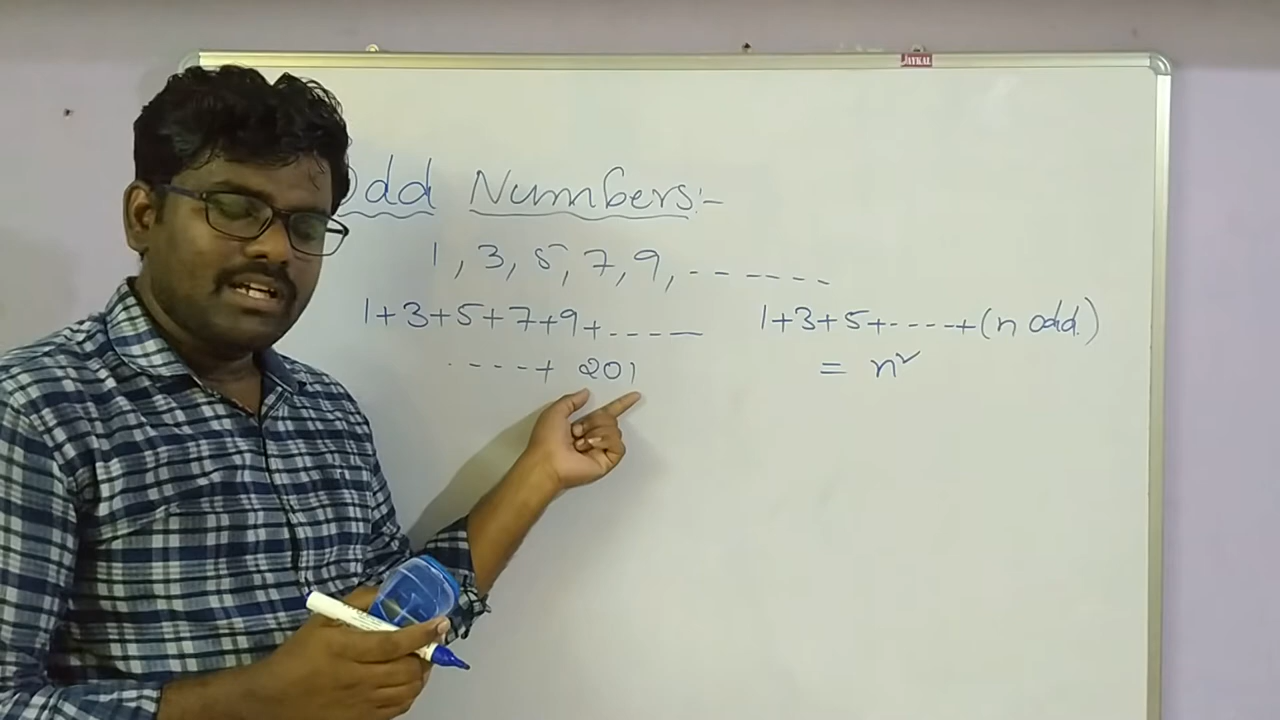 JAYKAL
Odd Numbers:-
1, 3, 5, 7, 9, - - - - - -
1+3+5+7+9+ - - - -
- - - - + 201
1+3+5+ - - - - + (n odd)
= n²